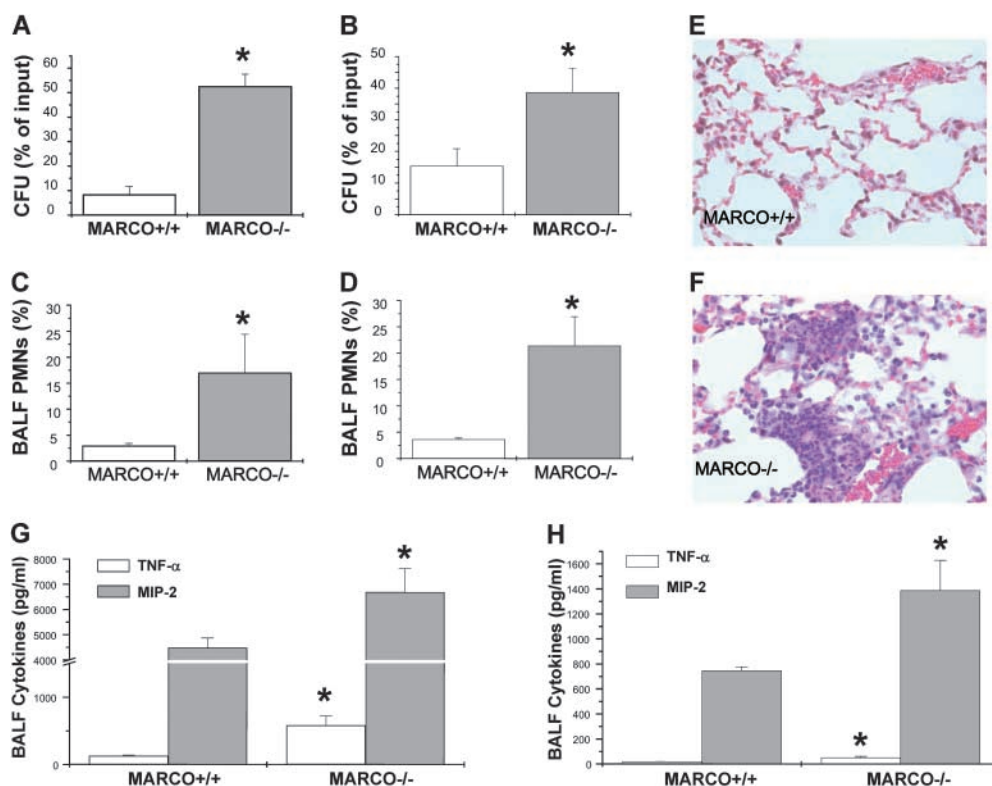 A
CFU (% of input)
60
50
40
30
20
10
0
*
MARCO+/+ MARCO-/-
B
CFU (% of input)
50
40
30
20
10
0
*
MARCO+/+ MARCO-/-
E
MARCO+/+
C
BALF PMNs (%)
30
25
20
15
10
5
0
*
MARCO+/+ MARCO-/-
D
BALF PMNs (%)
30
25
20
15
10
5
0
*
MARCO+/+ MARCO-/-
F
MARCO-/-
G
BALF Cytokines (pg/ml)
8000
7000
6000
5000
4000
1000
0
TNF-α
MIP-2
*
*
MARCO+/+ MARCO-/-
H
BALF Cytokines (pg/ml)
1600
1400
1200
1000
800
600
400
200
0
TNF-α
MIP-2
*
*
MARCO+/+ MARCO-/-